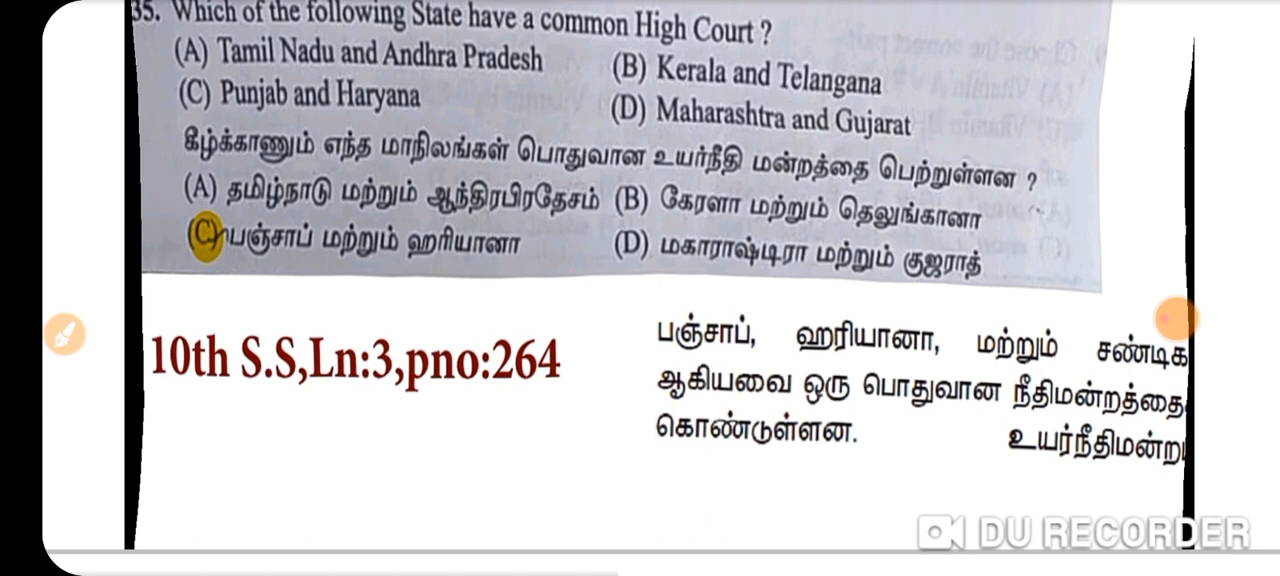 35. Which of the following State have a common High Court ?
(A) Tamil Nadu and Andhra Pradesh (B) Kerala and Telangana
(C) Punjab and Haryana (D) Maharashtra and Gujarat
கீழ்க்காணும் எந்த மாநிலங்கள் பொதுவான உயர்நீதி மன்றத்தை பெற்றுள்ளன ?
(A) தமிழ்நாடு மற்றும் ஆந்திரபிரதேசம் (B) கேரளா மற்றும் தெலுங்கானா
(C) பஞ்சாப் மற்றும் ஹரியானா (D) மகாராஷ்டிரா மற்றும் குஜராத்
10th S.S,Ln:3,pno:264
பஞ்சாப், ஹரியானா, மற்றும் சண்டிக
ஆகியவை ஒரு பொதுவான நீதிமன்றத்தை
கொண்டுள்ளன. உயர்நீதிமன்ற
DU RECORDER